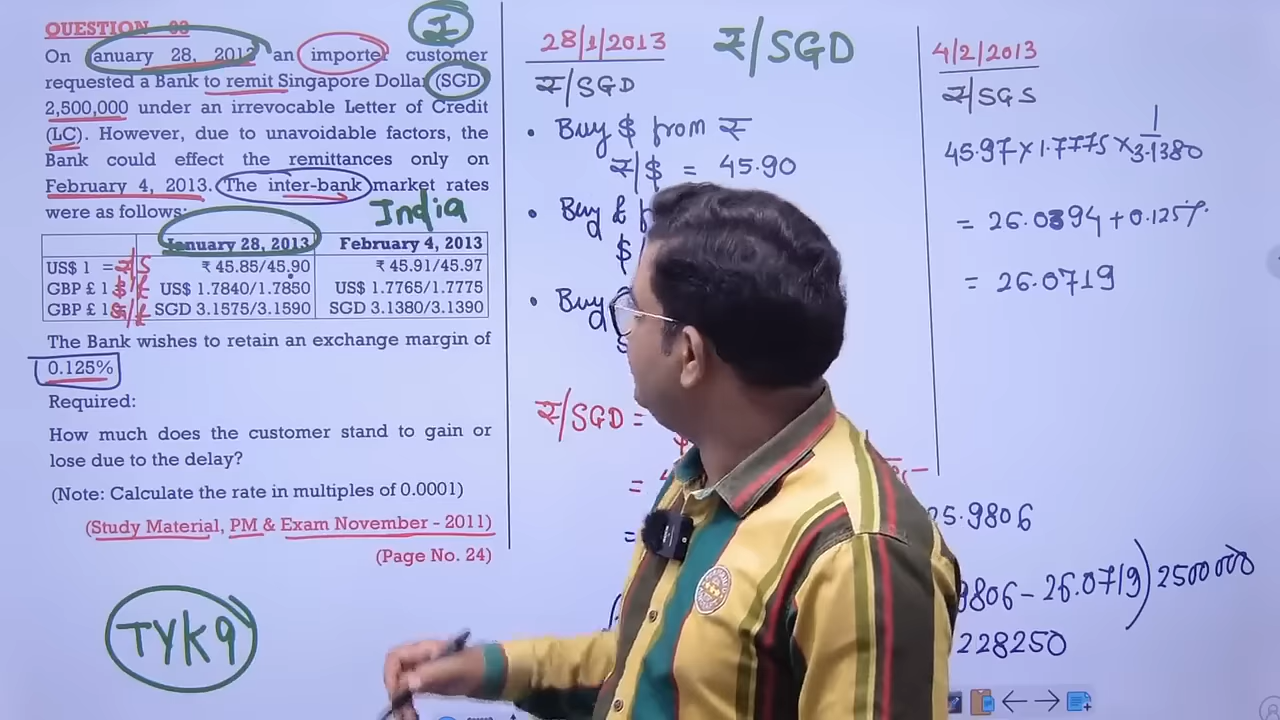 QUESTION - 03
I
On January 28, 2013 an importer customer
requested a Bank to remit Singapore Dollar (SGD)
2,500,000 under an irrevocable Letter of Credit
(LC). However, due to unavoidable factors, the
Bank could effect the remittances only on
February 4, 2013. The inter-bank market rates
were as follows:
India
January 28, 2013 February 4, 2013
US$ 1 = ₹/$ ₹ 45.85/45.90 ₹ 45.91/45.97
GBP £ 1 $/£ US$ 1.7840/1.7850 US$ 1.7765/1.7775
GBP £ 1 S$/£ SGD 3.1575/3.1590 SGD 3.1380/3.1390
The Bank wishes to retain an exchange margin of
0.125%
Required:
How much does the customer stand to gain or
lose due to the delay?
(Note: Calculate the rate in multiples of 0.0001)
(Study Material, PM & Exam November - 2011)
(Page No. 24)
TYK9
28/1/2013
₹/SGD
₹/SGD
• Buy $ from ₹
₹/$ = 45.90
• Buy £
$
• Buy
₹/SGD =
=
=
25.9806
9806 - 26.0719) 2500000
228250
4/2/2013
₹/SGS
45.97 × 1.7775 × 1/3.1380
= 26.0394 + 0.125%
= 26.0719